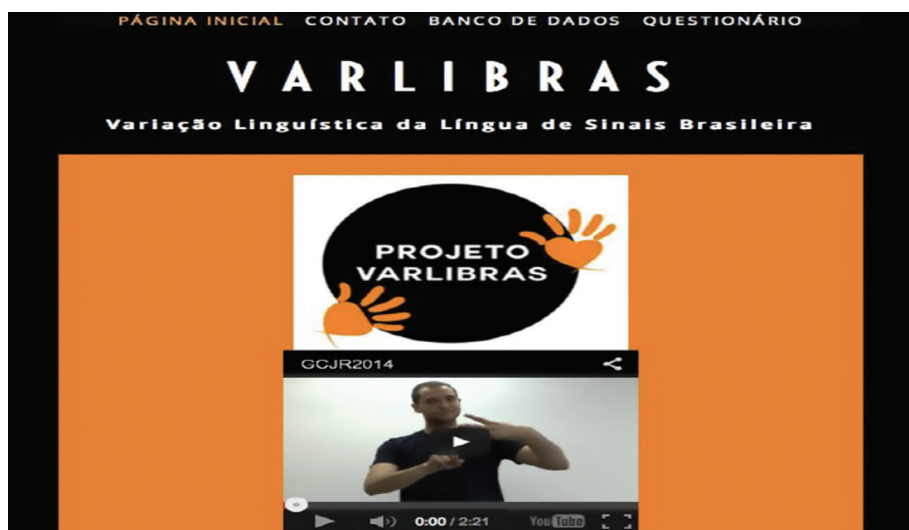 PÁGINA INICIAL CONTATO BANCO DE DADOS QUESTIONÁRIO
VARLIBRAS
Variação Linguística da Língua de Sinais Brasileira
PROJETO
VARLIBRAS
GCJR2014
0:00 / 2:21 YouTube